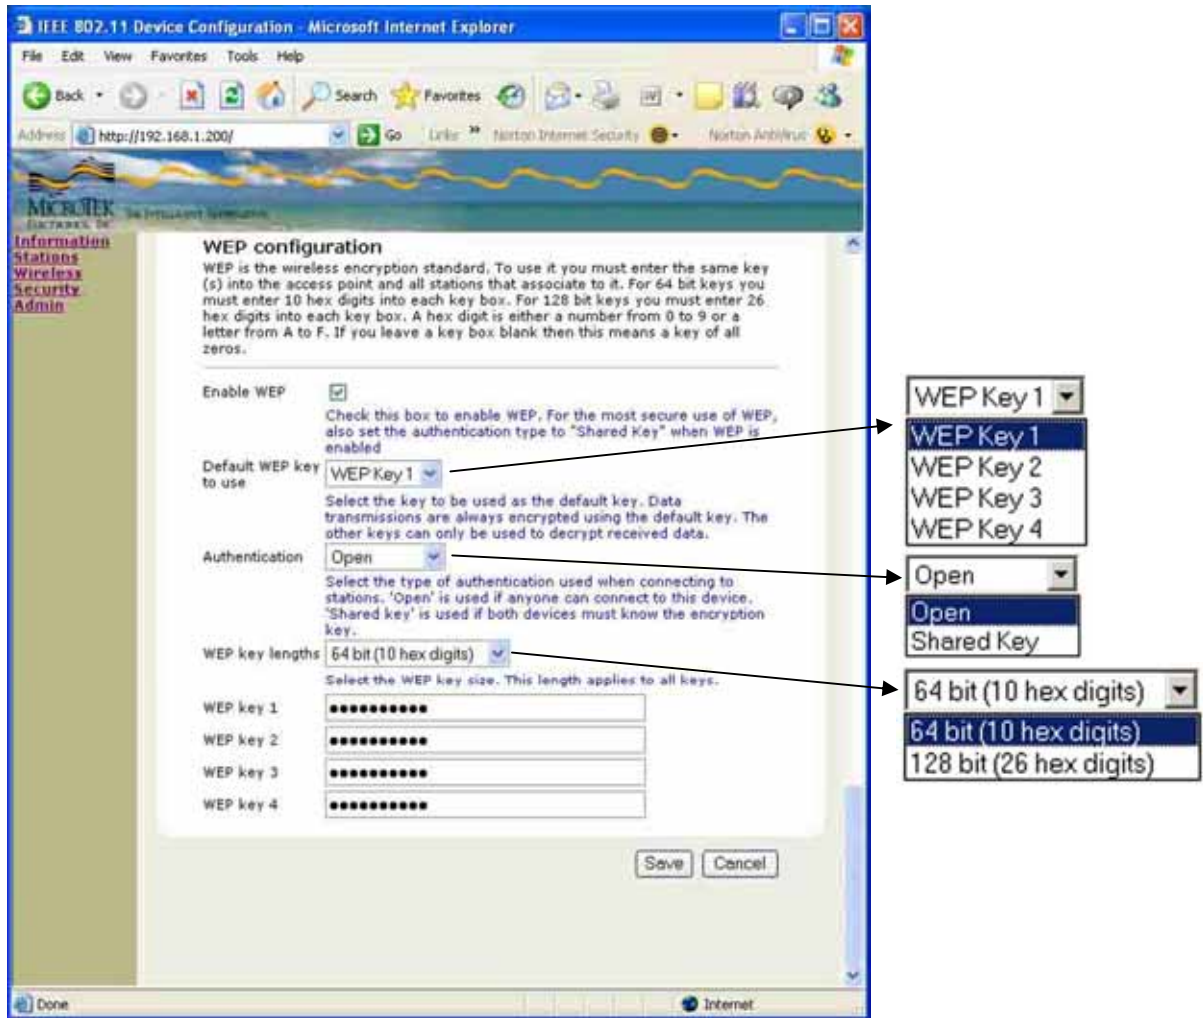 IEEE 802.11 Device Configuration - Microsoft Internet Explorer
File Edit View Favorites Tools Help
Back Search Favorites
Address http://192.168.1.200/ Go Links » Norton Internet Security Norton AntiVirus
MICROTEK
ELECTRONICS, INC
Information
Stations
Wireless
Security
Admin
WEP configuration
WEP is the wireless encryption standard. To use it you must enter the same key
(s) into the access point and all stations that associate to it. For 64 bit keys you
must enter 10 hex digits into each key box. For 128 bit keys you must enter 26
hex digits into each key box. A hex digit is either a number from 0 to 9 or a
letter from A to F. If you leave a key box blank then this means a key of all
zeros.
Enable WEP
Check this box to enable WEP. For the most secure use of WEP,
also set the authentication type to "Shared Key" when WEP is
enabled
Default WEP key
to use
WEP Key 1
Select the key to be used as the default key. Data
transmissions are always encrypted using the default key. The
other keys can only be used to decrypt received data.
Authentication Open
Select the type of authentication used when connecting to
stations. 'Open' is used if anyone can connect to this device.
'Shared key' is used if both devices must know the encryption
key.
WEP key lengths 64 bit (10 hex digits)
Select the WEP key size. This length applies to all keys.
WEP key 1 ●●●●●●●●●●
WEP key 2 ●●●●●●●●●●
WEP key 3 ●●●●●●●●●●
WEP key 4 ●●●●●●●●●●
Save Cancel
Done Internet
WEP Key 1
WEP Key 1
WEP Key 2
WEP Key 3
WEP Key 4
Open
Open
Shared Key
64 bit (10 hex digits)
64 bit (10 hex digits)
128 bit (26 hex digits)